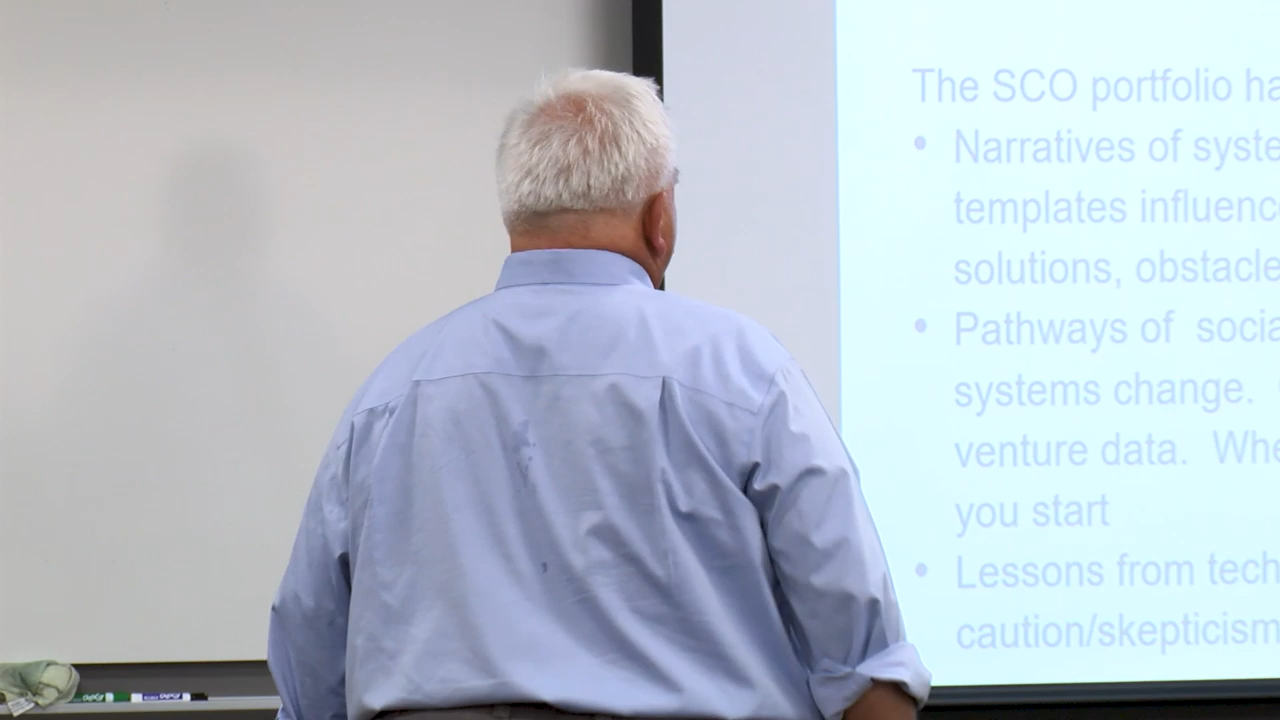 The SCO portfolio ha
• Narratives of syste
templates influenc
solutions, obstacle
• Pathways of socia
systems change.
venture data. Whe
you start
• Lessons from tech
caution/skepticism